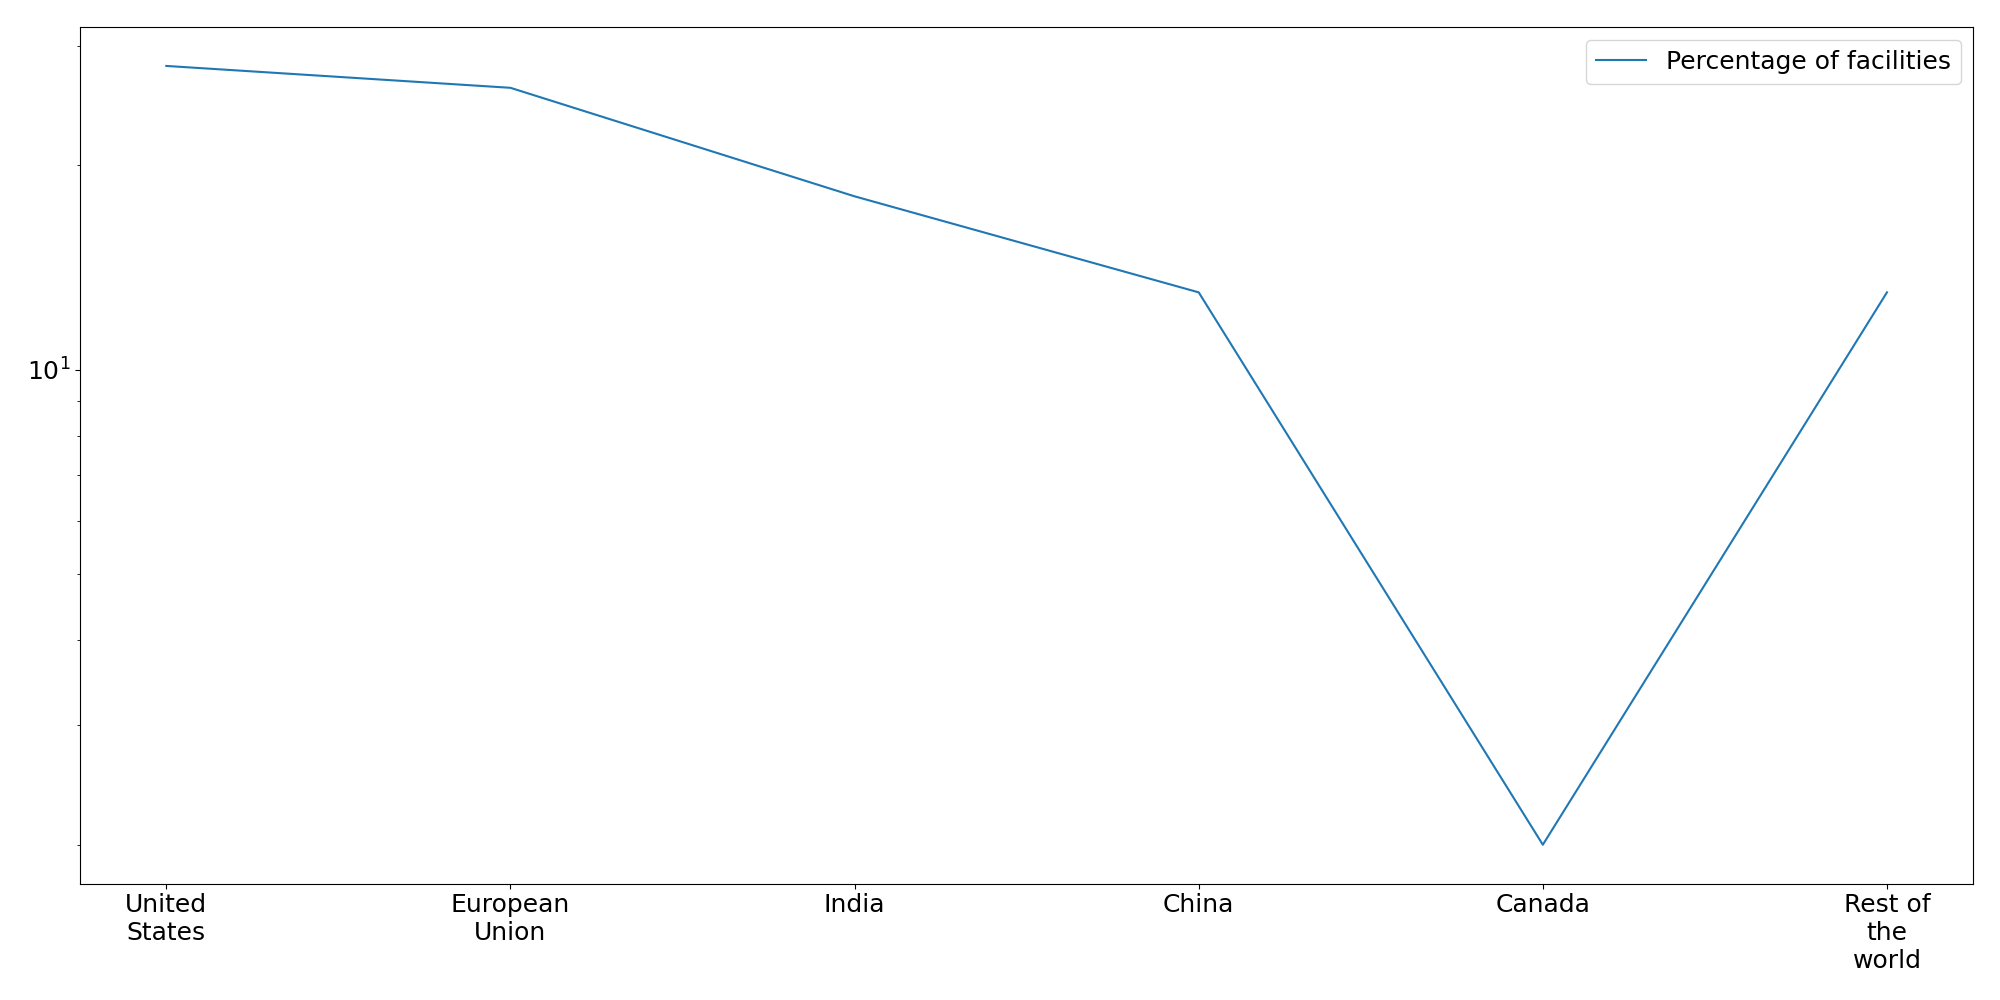 Percentage of facilities
10¹
United
States
European
Union
India
China
Canada
Rest of
the
world